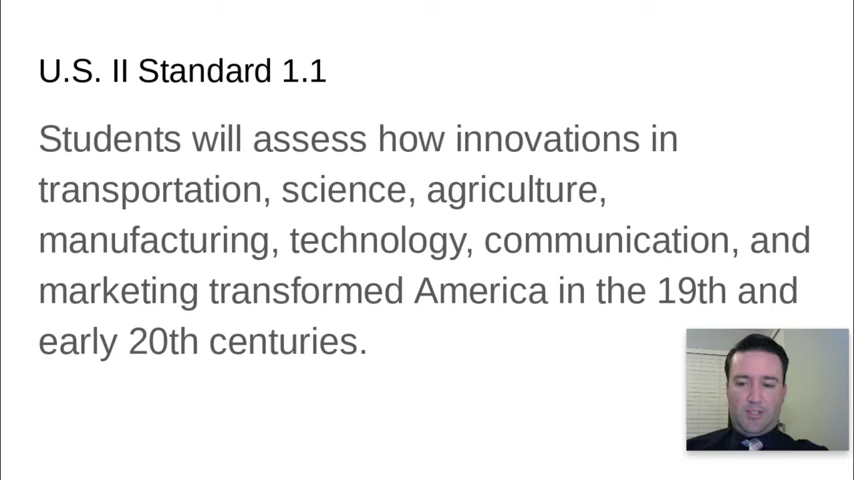 U.S. II Standard 1.1
Students will assess how innovations in
transportation, science, agriculture,
manufacturing, technology, communication, and
marketing transformed America in the 19th and
early 20th centuries.